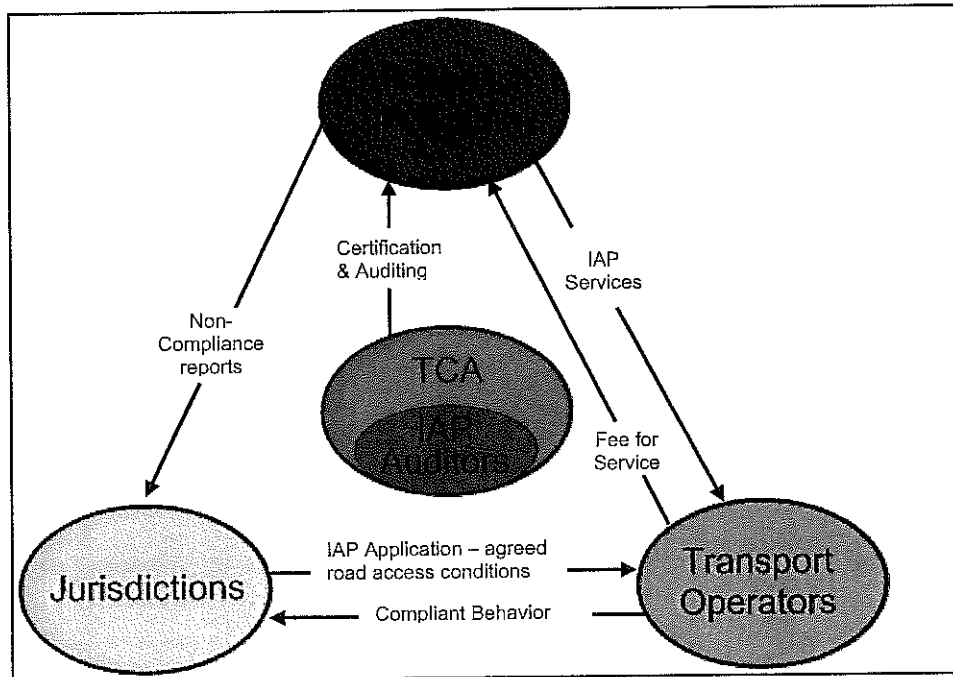 Certification
& Auditing
IAP
Services
Non-
Compliance
reports
TCA
IAP
Auditors
Fee for
Service
Jurisdictions
IAP Application – agreed
road access conditions
Compliant Behavior
Transport
Operators